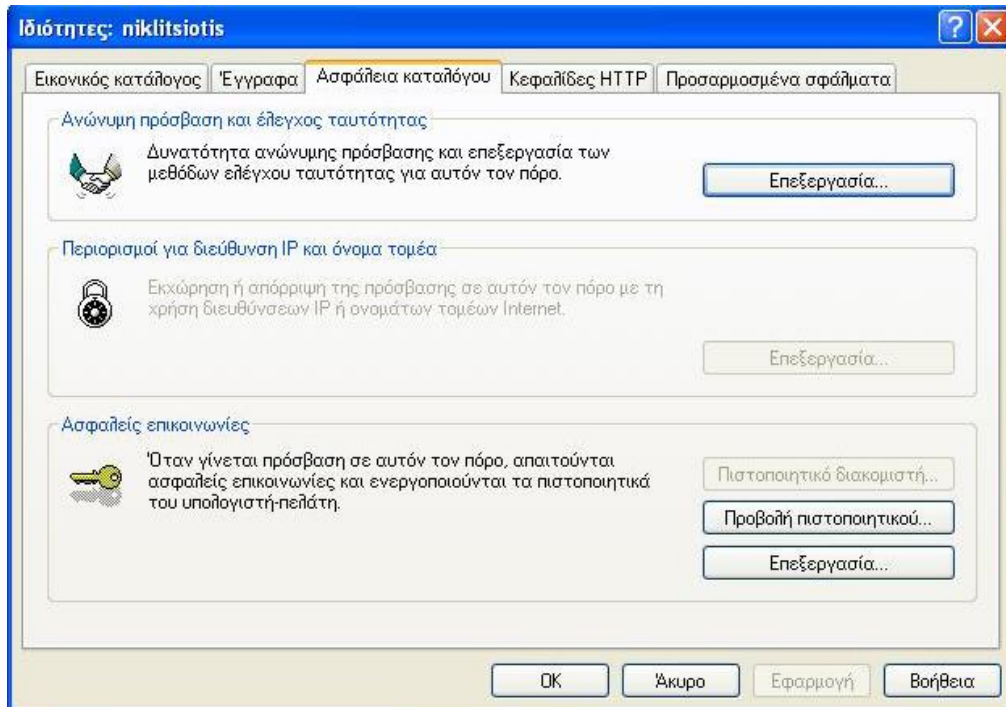 Ιδιότητες: niklitsiotis
Εικονικός κατάλογος Έγγραφα Ασφάλεια καταλόγου Κεφαλίδες HTTP Προσαρμοσμένα σφάλματα
Ανώνυμη πρόσβαση και έλεγχος ταυτότητας
Δυνατότητα ανώνυμης πρόσβασης και επεξεργασία των
μεθόδων ελέγχου ταυτότητας για αυτόν τον πόρο.
Επεξεργασία...
Περιορισμοί για διεύθυνση IP και όνομα τομέα
Εκχώρηση ή απόρριψη της πρόσβασης σε αυτόν τον πόρο με τη
χρήση διευθύνσεων IP ή ονομάτων τομέων Internet.
Επεξεργασία...
Ασφαλείς επικοινωνίες
Όταν γίνεται πρόσβαση σε αυτόν τον πόρο, απαιτούνται
ασφαλείς επικοινωνίες και ενεργοποιούνται τα πιστοποιητικά
του υπολογιστή-πελάτη.
Πιστοποιητικό διακομιστή...
Προβολή πιστοποιητικού...
Επεξεργασία...
OK Άκυρο Εφαρμογή Βοήθεια